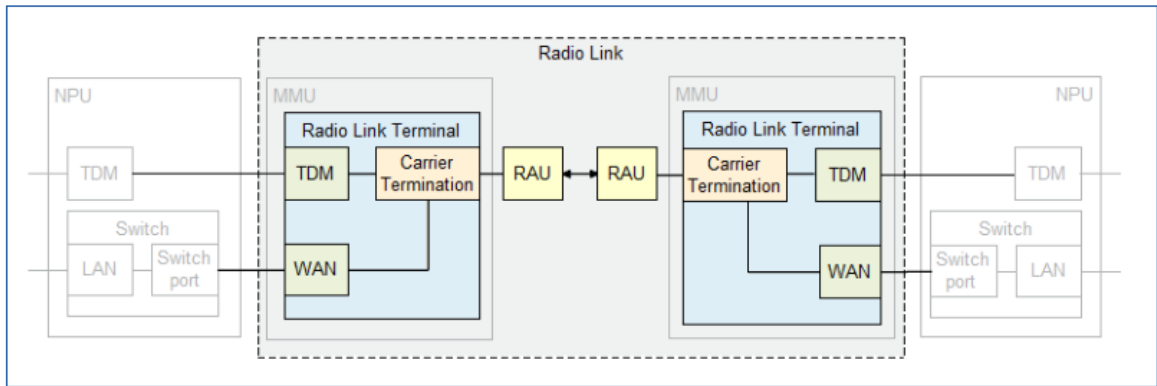 Radio Link
NPU
MMU
MMU
NPU
Radio Link Terminal
Radio Link Terminal
TDM
TDM
Carrier
Termination
RAU
RAU
Carrier
Termination
TDM
TDM
Switch
LAN
Switch
port
WAN
WAN
Switch
Switch
port
LAN